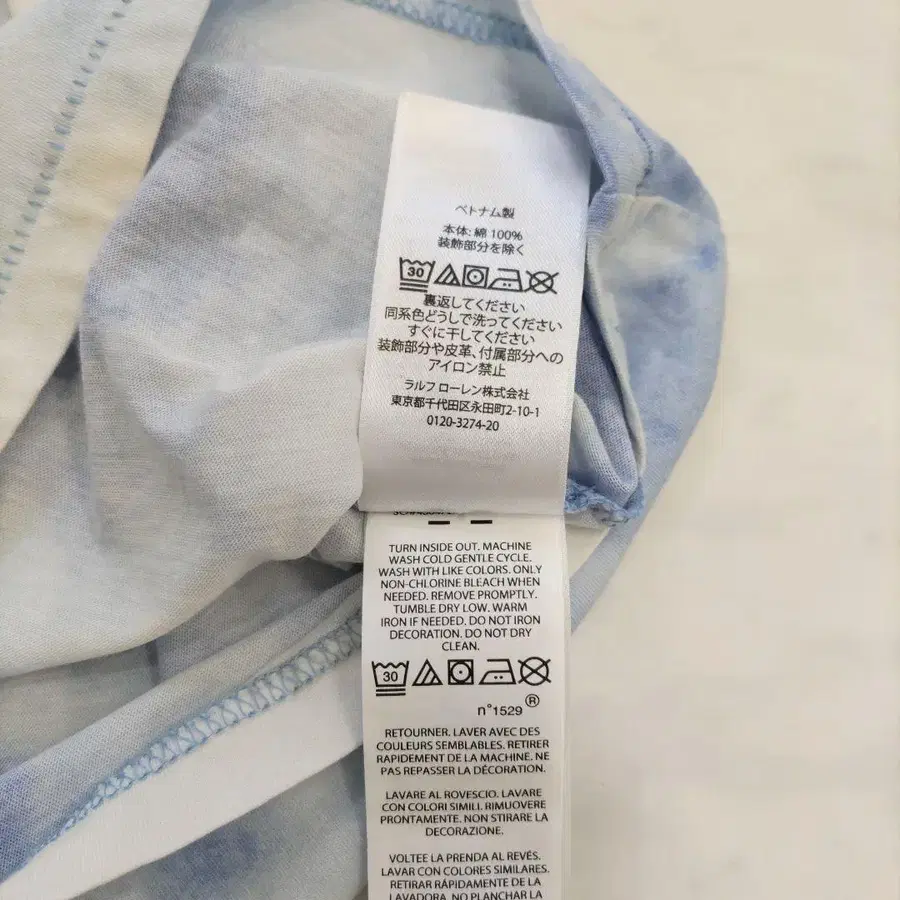 ベトナム製
本体: 綿 100%
装飾部分を除く
30
裏返してください
同系色どうしで洗ってください
すぐに干してください
装飾部分や皮革、付属部分への
アイロン禁止
ラルフ ローレン株式会社
東京都千代田区永田町2-10-1
0120-3274-20
TURN INSIDE OUT. MACHINE
WASH COLD GENTLE CYCLE.
WASH WITH LIKE COLORS. ONLY
NON-CHLORINE BLEACH WHEN
NEEDED. REMOVE PROMPTLY.
TUMBLE DRY LOW. WARM
IRON IF NEEDED. DO NOT IRON
DECORATION. DO NOT DRY
CLEAN.
30
n°1529 ®
RETOURNER. LAVER AVEC DES
COULEURS SEMBLABLES. RETIRER
RAPIDEMENT DE LA MACHINE. NE
PAS REPASSER LA DÉCORATION.
LAVARE AL ROVESCIO. LAVARE
CON COLORI SIMILI. RIMUOVERE
PRONTAMENTE. NON STIRARE LA
DECORAZIONE.
VOLTEE LA PRENDA AL REVÉS.
LAVAR CON COLORES SIMILARES.
RETIRAR RÁPIDAMENTE DE LA
LAVADORA. NO PLANCHAR LA